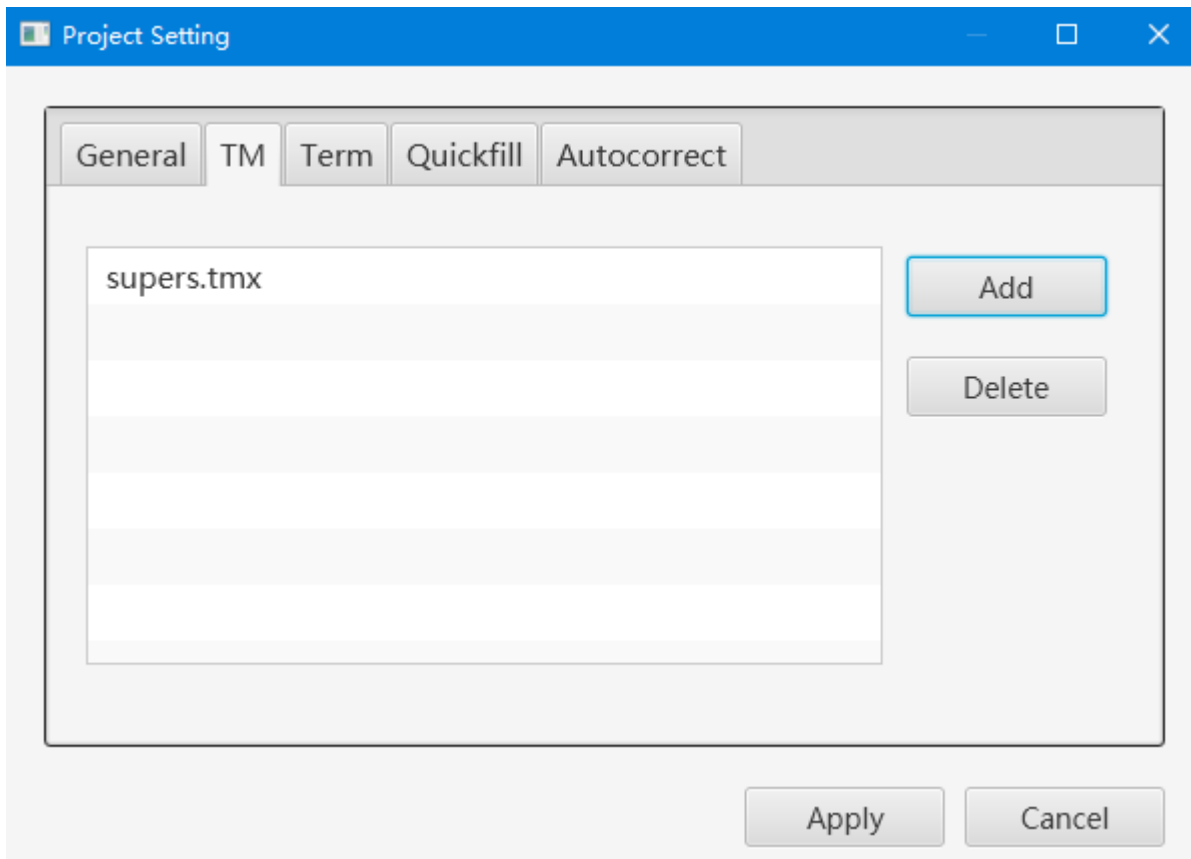 Project Setting
General TM Term Quickfill Autocorrect
supers.tmx
Add
Delete
Apply Cancel